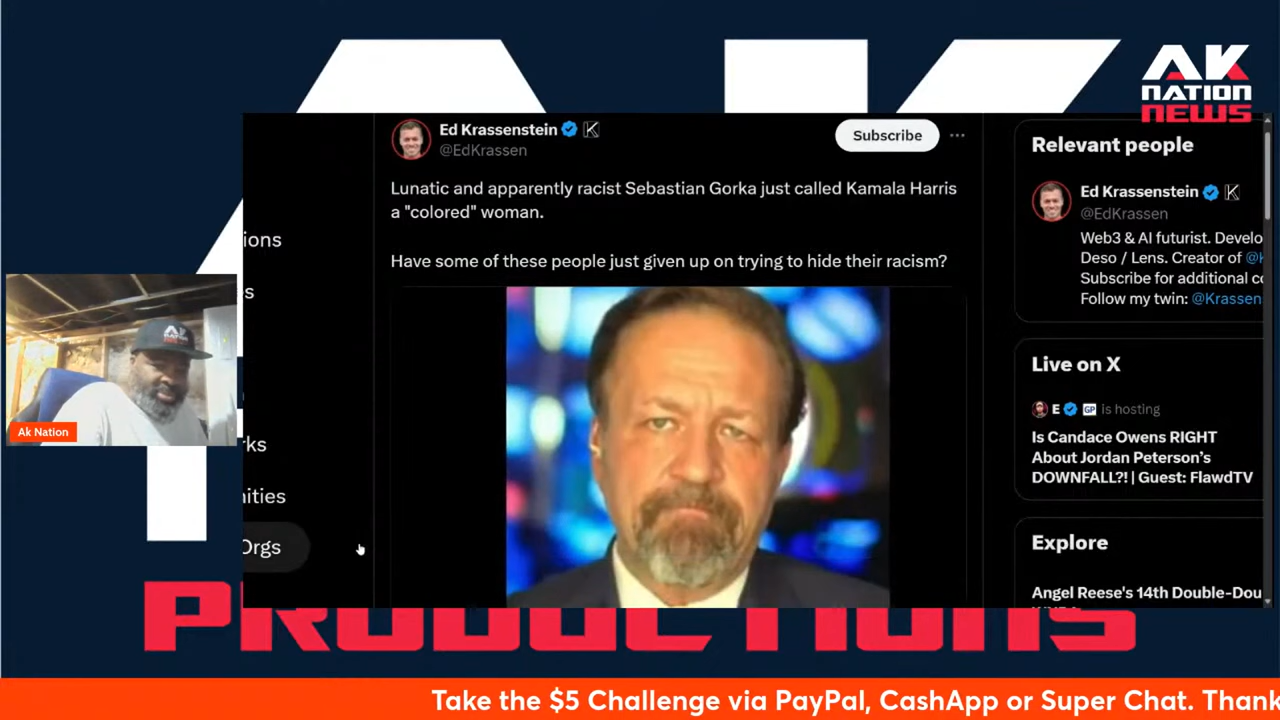 AK
NATION
NEWS
Ed Krassenstein
@EdKrassen
Subscribe
Lunatic and apparently racist Sebastian Gorka just called Kamala Harris
a "colored" woman.
Have some of these people just given up on trying to hide their racism?
ions
s
rks
nities
Orgs
Relevant people
Ed Krassenstein
@EdKrassen
Web3 & AI futurist. Develo
Deso / Lens. Creator of @K
Subscribe for additional co
Follow my twin: @Krassen
Live on X
E GP is hosting
Is Candace Owens RIGHT
About Jordan Peterson's
DOWNFALL?! | Guest: FlawdTV
Explore
Angel Reese's 14th Double-Dou
AK
NATION
Ak Nation
PRODUCTIONS
Take the $5 Challenge via PayPal, CashApp or Super Chat. Thank